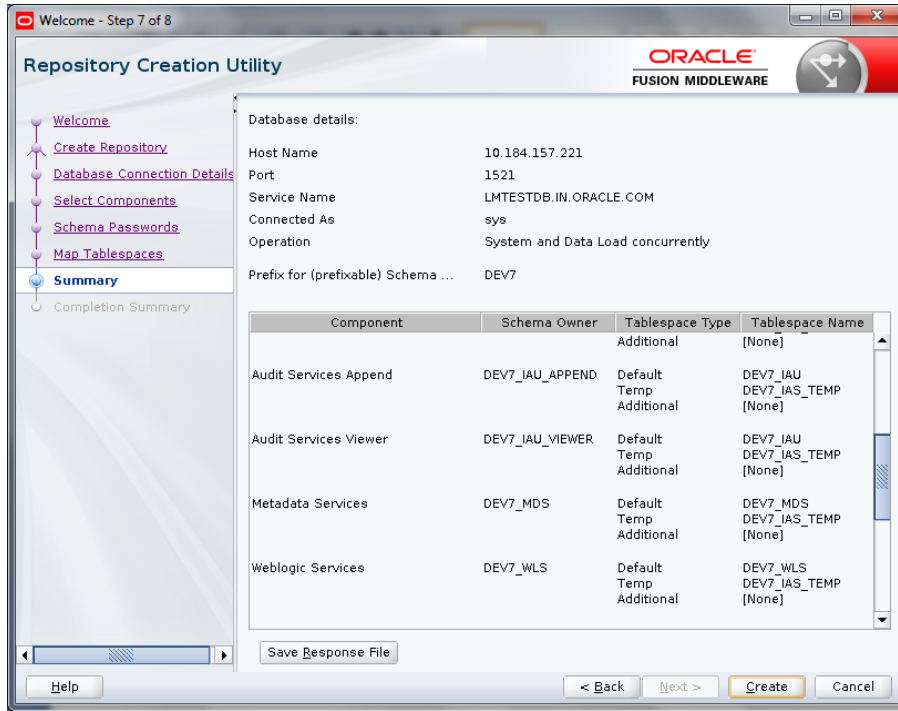 Welcome - Step 7 of 8
Repository Creation Utility
ORACLE
FUSION MIDDLEWARE
Welcome
Create Repository
Database Connection Details
Select Components
Schema Passwords
Map Tablespaces
Summary
Completion Summary
Database details:
Host Name 10.184.157.221
Port 1521
Service Name LMTESTDB.IN.ORACLE.COM
Connected As sys
Operation System and Data Load concurrently
Prefix for (prefixable) Schema ... DEV7
Component Schema Owner Tablespace Type Tablespace Name
Additional [None]
Audit Services Append DEV7_IAU_APPEND Default DEV7_IAU
Temp DEV7_IAS_TEMP
Additional [None]
Audit Services Viewer DEV7_IAU_VIEWER Default DEV7_IAU
Temp DEV7_IAS_TEMP
Additional [None]
Metadata Services DEV7_MDS Default DEV7_MDS
Temp DEV7_IAS_TEMP
Additional [None]
Weblogic Services DEV7_WLS Default DEV7_WLS
Temp DEV7_IAS_TEMP
Additional [None]
Save Response File
Help < Back Next > Create Cancel